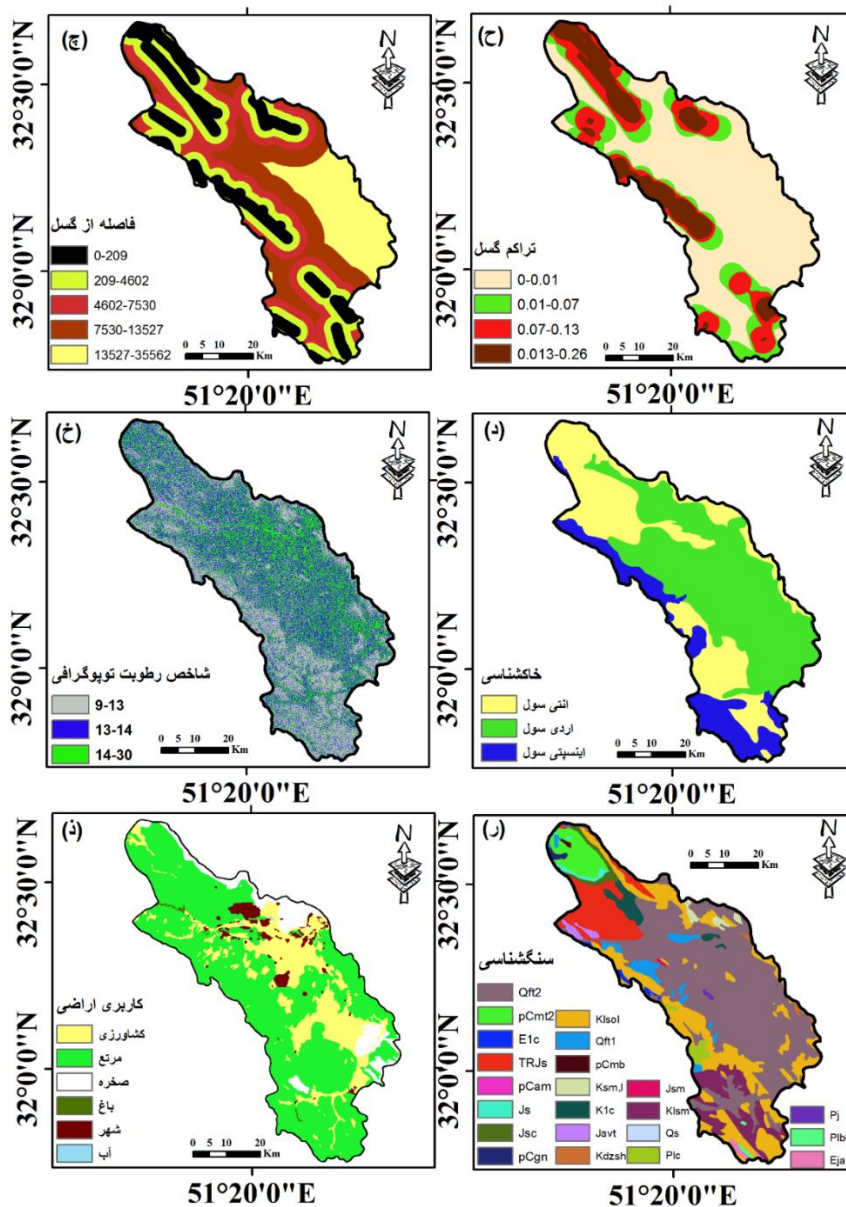 (چ)
N
32°30'0"N
32°0'0"N
فاصله از گسل
0-209
209-4602
4602-7530
7530-13527
13527-35562
0 5 10 20
Km
51°20'0"E
(ح)
N
32°30'0"N
32°0'0"N
تراکم گسل
0-0.01
0.01-0.07
0.07-0.13
0.013-0.26
0 5 10 20
Km
51°20'0"E
(خ)
N
32°30'0"N
32°0'0"N
شاخص رطوبت توپوگرافی
9-13
13-14
14-30
0 5 10 20
Km
51°20'0"E
(د)
N
32°30'0"N
32°0'0"N
خاکشناسی
انتی سول
اردی سول
اینسپتی سول
0 5 10 20
Km
51°20'0"E
(ذ)
N
32°30'0"N
32°0'0"N
کاربری اراضی
کشاورزی
مرتع
صخره
باغ
شهر
آب
0 5 10 20
Km
51°20'0"E
(ر)
N
0 5 10 20
Km
32°30'0"N
32°0'0"N
سنگشناسی
Qft2
pCmt2
E1c
TRJs
pCam
Js
Jsc
pCgn
Klsol
Qft1
pCmb
Ksm,l
K1c
Javt
Kdzsh
Jsm
Klsm
Qs
Plc
Pj
Plb
Eja
51°20'0"E